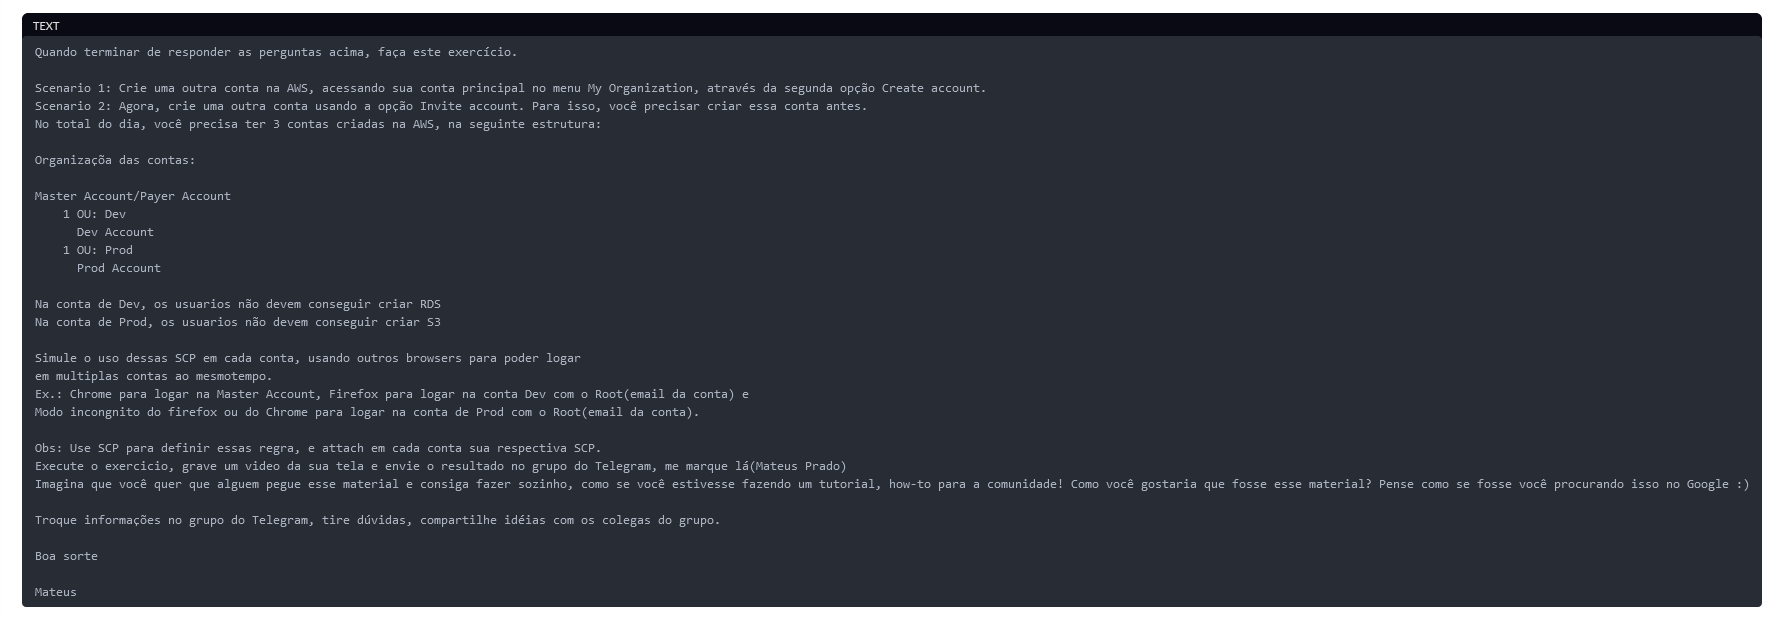 TEXT
Quando terminar de responder as perguntas acima, faça este exercício.
Scenario 1: Crie uma outra conta na AWS, acessando sua conta principal no menu My Organization, através da segunda opção Create account.
Scenario 2: Agora, crie uma outra conta usando a opção Invite account. Para isso, você precisar criar essa conta antes.
No total do dia, você precisa ter 3 contas criadas na AWS, na seguinte estrutura:
Organizaçõa das contas:
Master Account/Payer Account
1 OU: Dev
Dev Account
1 OU: Prod
Prod Account
Na conta de Dev, os usuarios não devem conseguir criar RDS
Na conta de Prod, os usuarios não devem conseguir criar S3
Simule o uso dessas SCP em cada conta, usando outros browsers para poder logar
em multiplas contas ao mesmotempo.
Ex.: Chrome para logar na Master Account, Firefox para logar na conta Dev com o Root(email da conta) e
Modo incongnito do firefox ou do Chrome para logar na conta de Prod com o Root(email da conta).
Obs: Use SCP para definir essas regra, e attach em cada conta sua respectiva SCP.
Execute o exercicio, grave um video da sua tela e envie o resultado no grupo do Telegram, me marque lá(Mateus Prado)
Imagina que você quer que alguem pegue esse material e consiga fazer sozinho, como se você estivesse fazendo um tutorial, how-to para a comunidade! Como você gostaria que fosse esse material? Pense como se fosse você procurando isso no Google :)
Troque informações no grupo do Telegram, tire dúvidas, compartilhe idéias com os colegas do grupo.
Boa sorte
Mateus